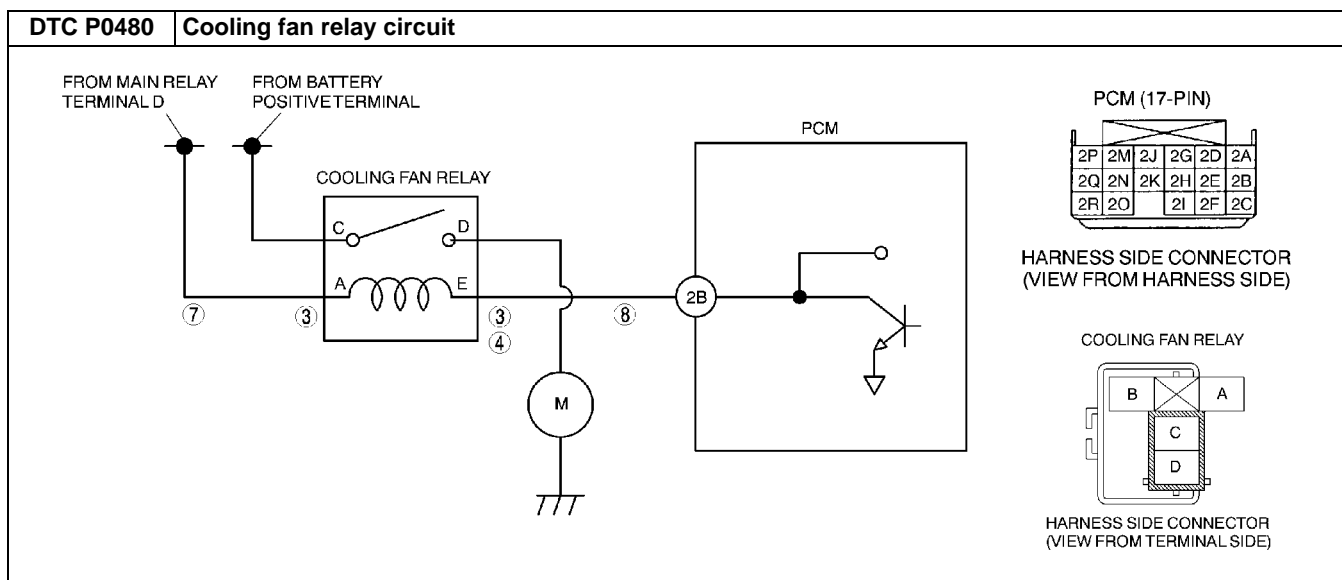 DTC P0480 Cooling fan relay circuit
FROM MAIN RELAY
TERMINAL D
FROM BATTERY
POSITIVE TERMINAL
COOLING FAN RELAY
C
D
A
E
7
3
3
4
8
2B
M
PCM
PCM (17-PIN)
2P 2M 2J 2G 2D 2A
2Q 2N 2K 2H 2E 2B
2R 2O 2I 2F 2C
HARNESS SIDE CONNECTOR
(VIEW FROM HARNESS SIDE)
COOLING FAN RELAY
B A
C
D
HARNESS SIDE CONNECTOR
(VIEW FROM TERMINAL SIDE)